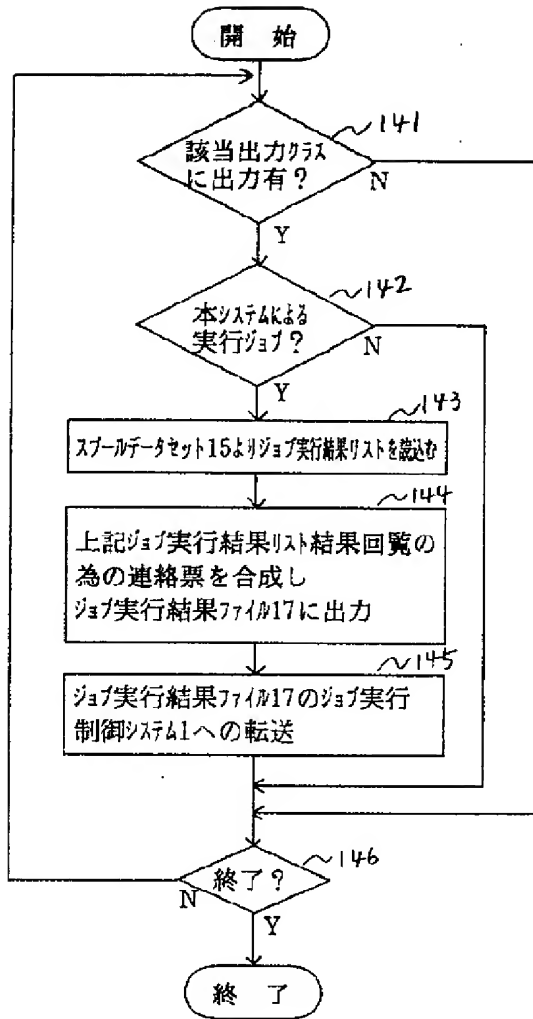 開 始
141
該当出力クラス
に出力有?
N
Y
142
本システムによる
実行ジョブ?
N
Y
143
スプールデータセット15よりジョブ実行結果リストを読込む
144
上記ジョブ実行結果リスト結果回覧の
為の連絡票を合成し
ジョブ実行結果ファイル17に出力
145
ジョブ実行結果ファイル17のジョブ実行
制御システム1への転送
146
終了?
N
Y
終 了